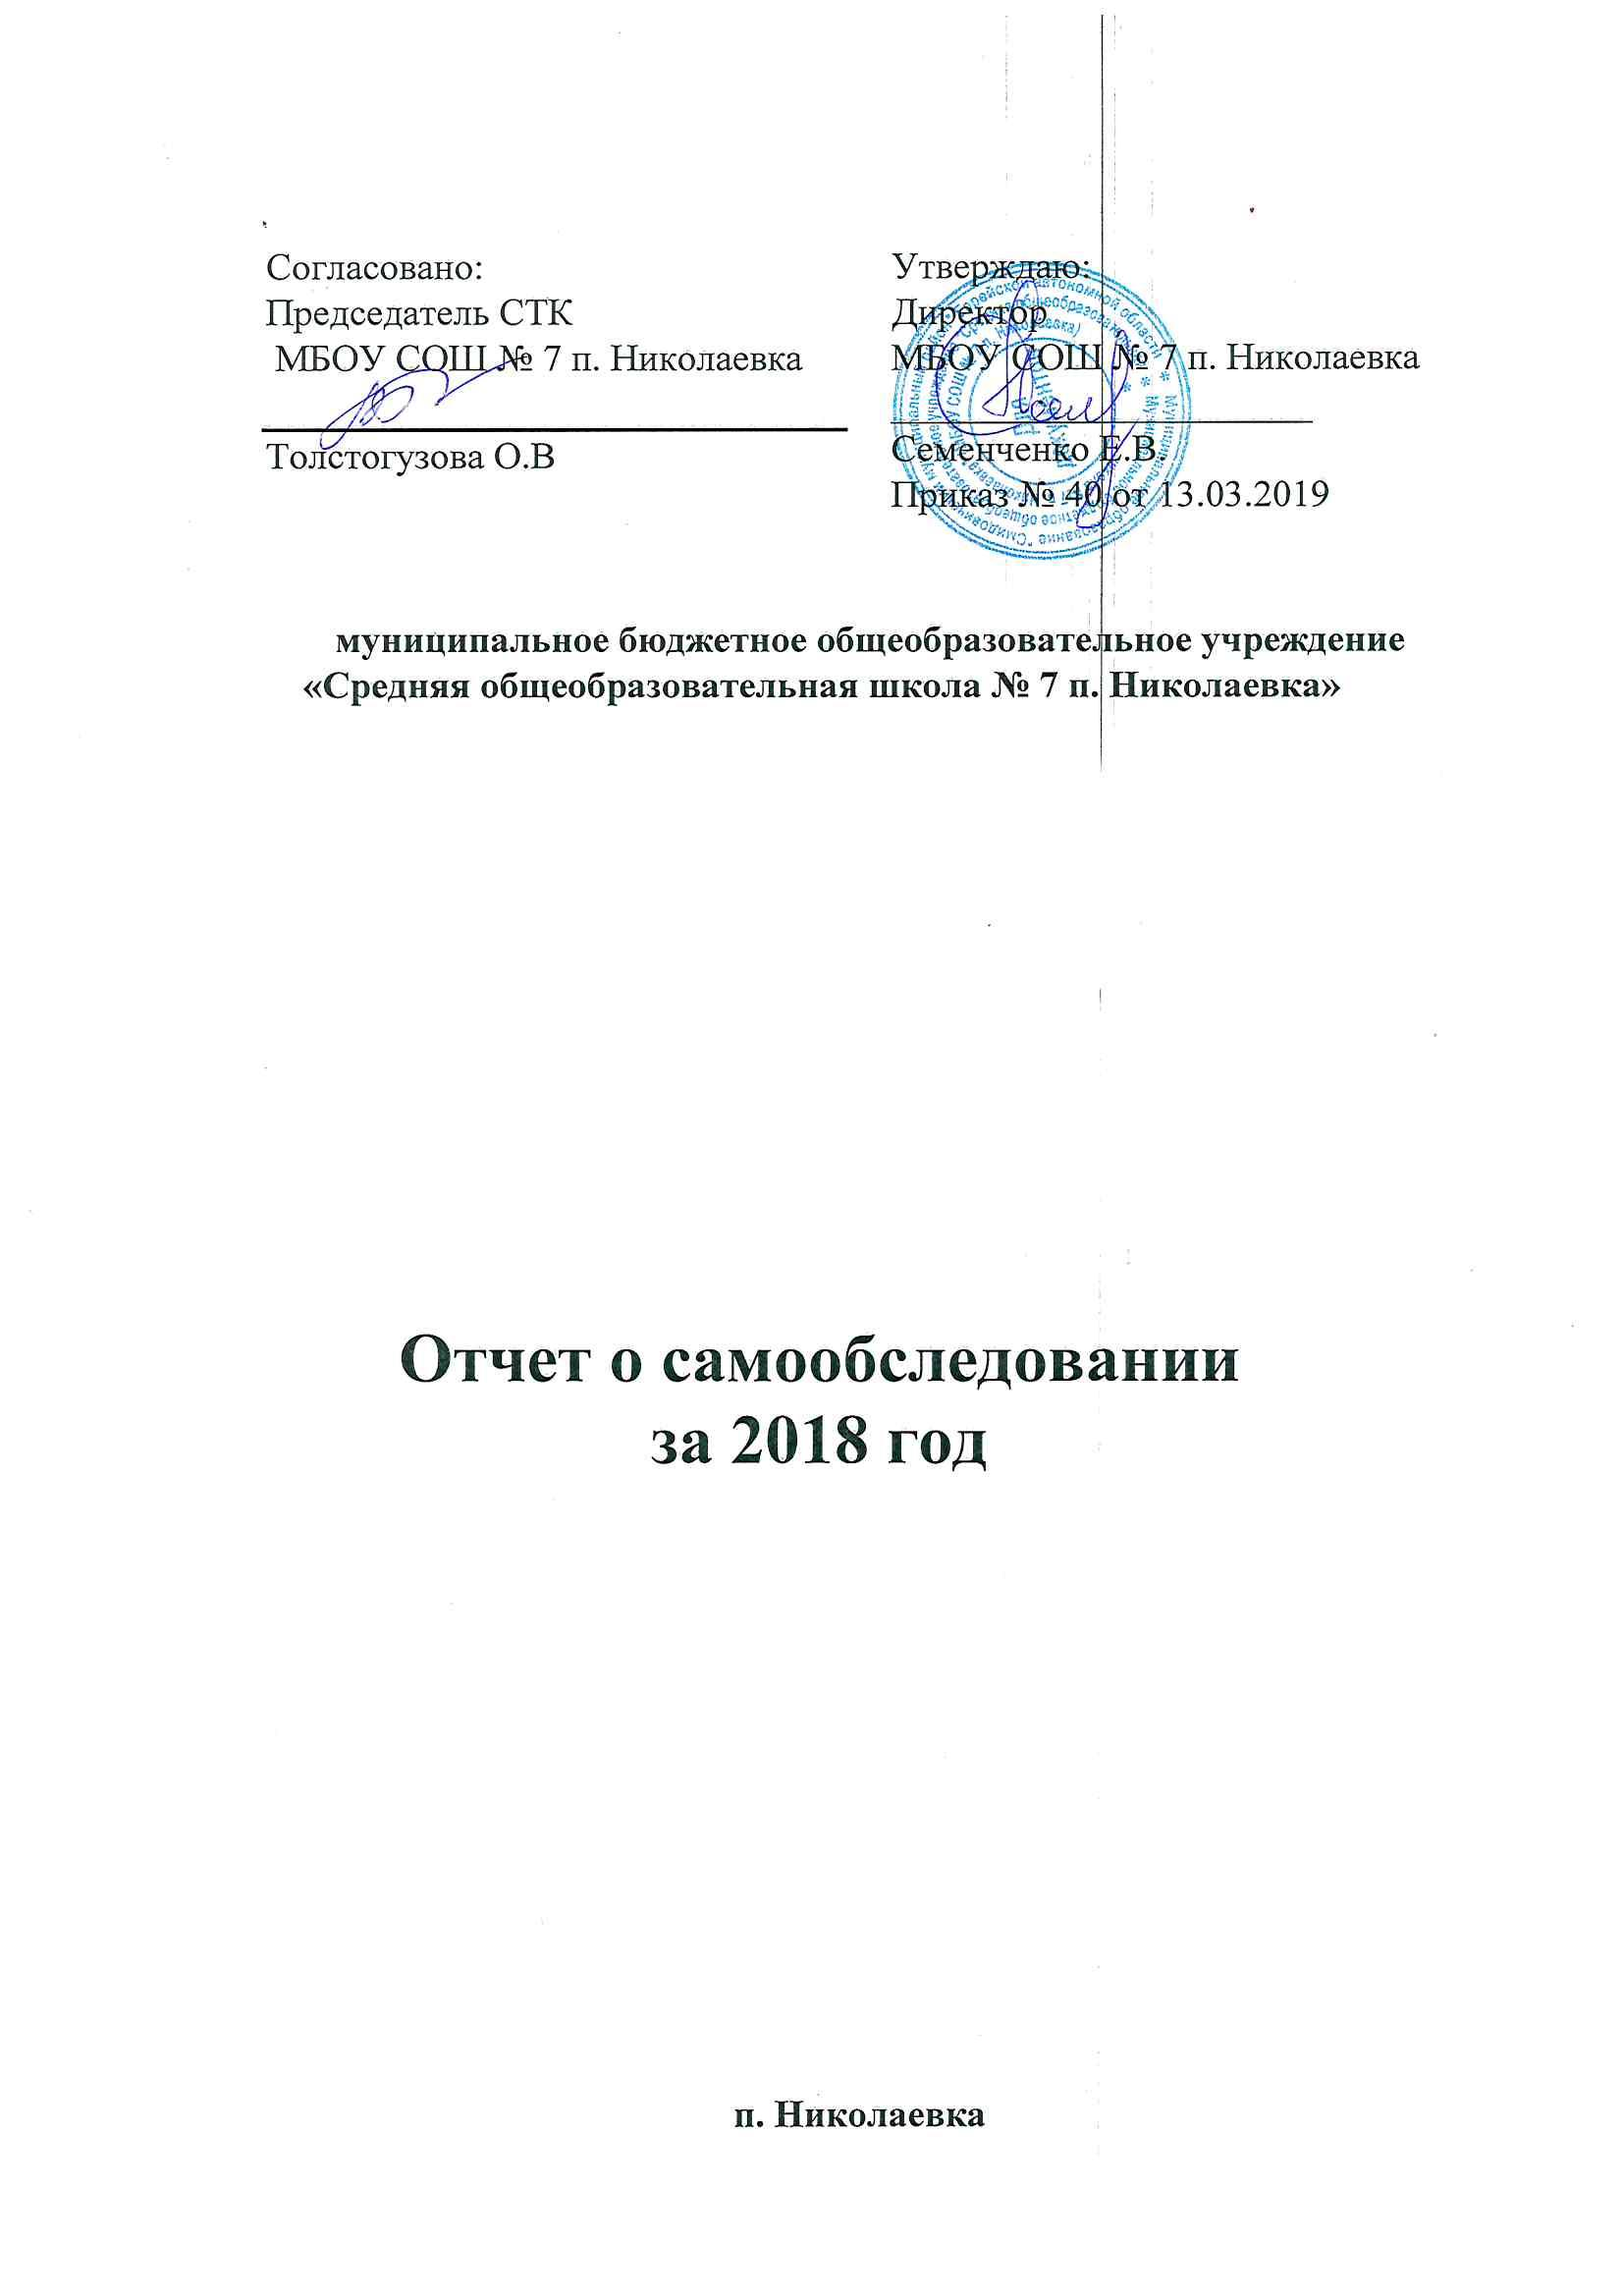 Согласовано:
Председатель СТК
МБОУ СОШ № 7 п. Николаевка
Толстогузова О.В
Утверждаю:
Директор
МБОУ СОШ № 7 п. Николаевка
Семенченко Е.В.
Приказ № 40 от 13.03.2019
муниципальное бюджетное общеобразовательное учреждение
«Средняя общеобразовательная школа № 7 п. Николаевка»
Отчет о самообследовании
за 2018 год
п. Николаевка